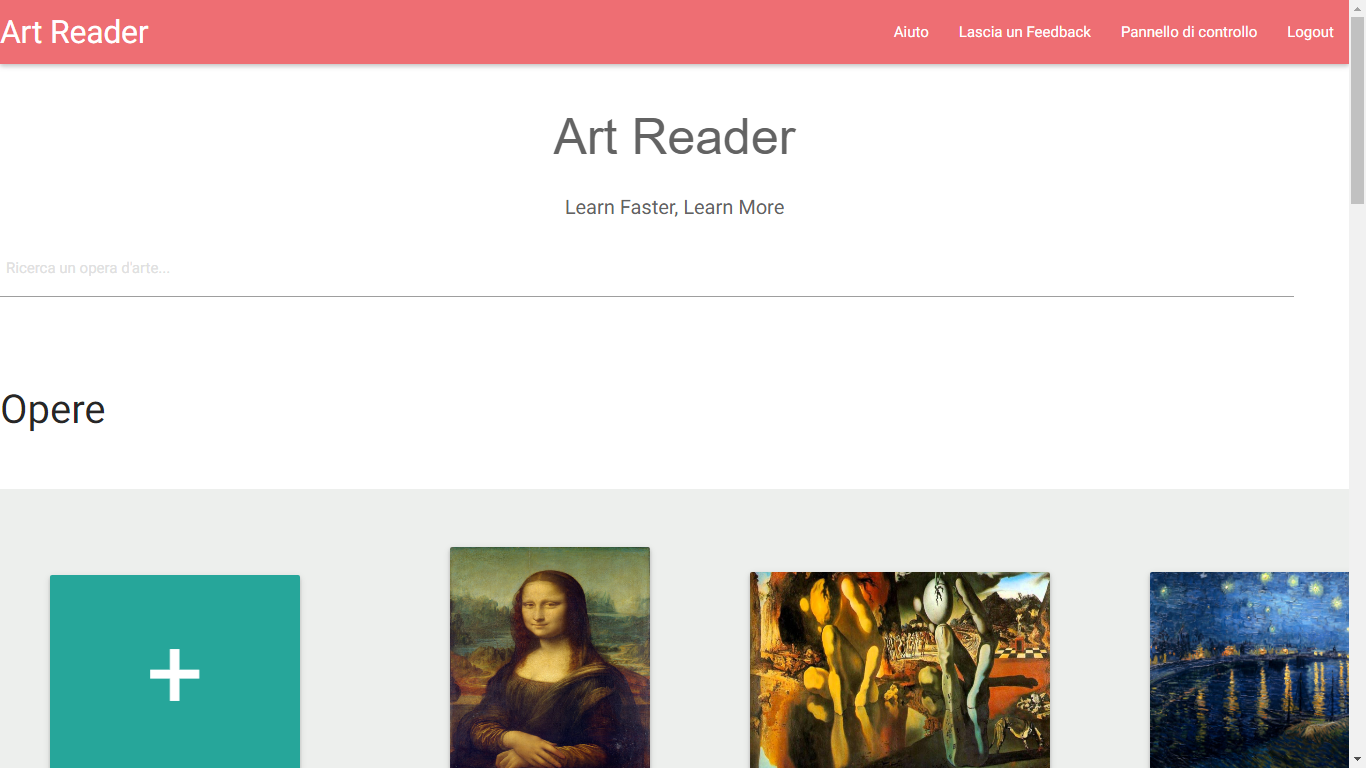 Art Reader
Aiuto Lascia un Feedback Pannello di controllo Logout
Art Reader
Learn Faster, Learn More
Ricerca un opera d'arte...
Opere
+